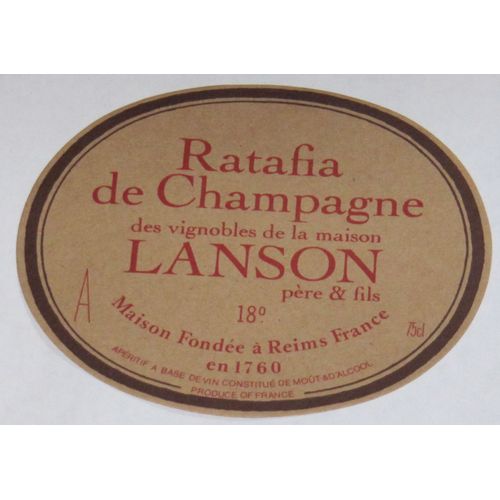 Ratafia
de Champagne
des vignobles de la maison
LANSON
père & fils
A
18º
75cl
Maison Fondée à Reims France
en 1760
APÉRITIF A BASE DE VIN CONSTITUÉ DE MOÛT & D'ALCOOL
PRODUCE OF FRANCE